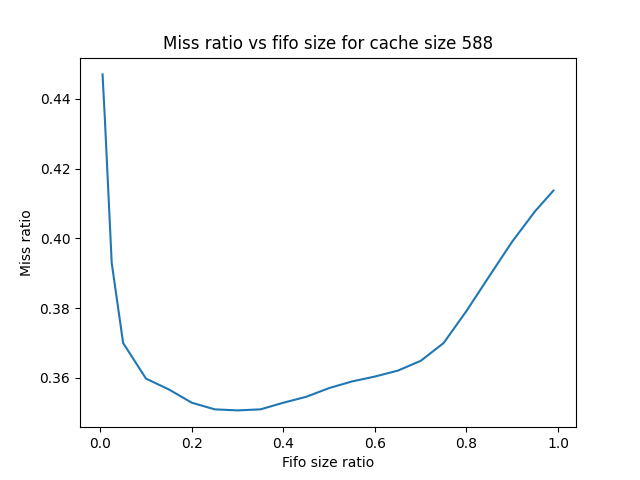 Miss ratio vs fifo size for cache size 588
Miss ratio
0.44
0.42
0.40
0.38
0.36
0.0 0.2 0.4 0.6 0.8 1.0
Fifo size ratio